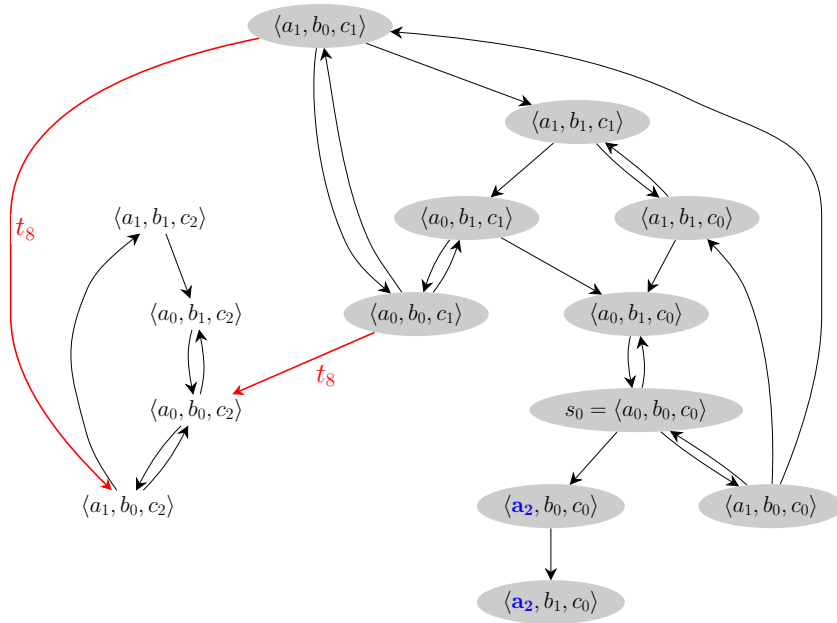 ⟨a₁, b₀, c₁⟩
⟨a₁, b₁, c₁⟩
⟨a₁, b₁, c₂⟩
⟨a₀, b₁, c₁⟩
⟨a₁, b₁, c₀⟩
t₈
⟨a₀, b₁, c₂⟩
⟨a₀, b₀, c₁⟩
⟨a₀, b₁, c₀⟩
t₈
⟨a₀, b₀, c₂⟩
s₀ = ⟨a₀, b₀, c₀⟩
⟨a₁, b₀, c₂⟩
⟨a₂, b₀, c₀⟩
⟨a₁, b₀, c₀⟩
⟨a₂, b₁, c₀⟩